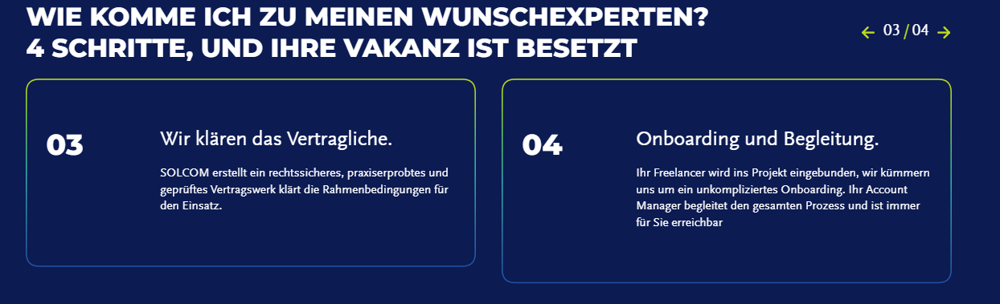 WIE KOMME ICH ZU MEINEN WUNSCHEXPERTEN?
4 SCHRITTE, UND IHRE VAKANZ IST BESETZT
← 03 / 04 →
03
Wir klären das Vertragliche.
SOLCOM erstellt ein rechtssicheres, praxiserprobtes und
geprüftes Vertragswerk klärt die Rahmenbedingungen für
den Einsatz.
04
Onboarding und Begleitung.
Ihr Freelancer wird ins Projekt eingebunden, wir kümmern
uns um ein unkompliziertes Onboarding. Ihr Account
Manager begleitet den gesamten Prozess und ist immer
für Sie erreichbar